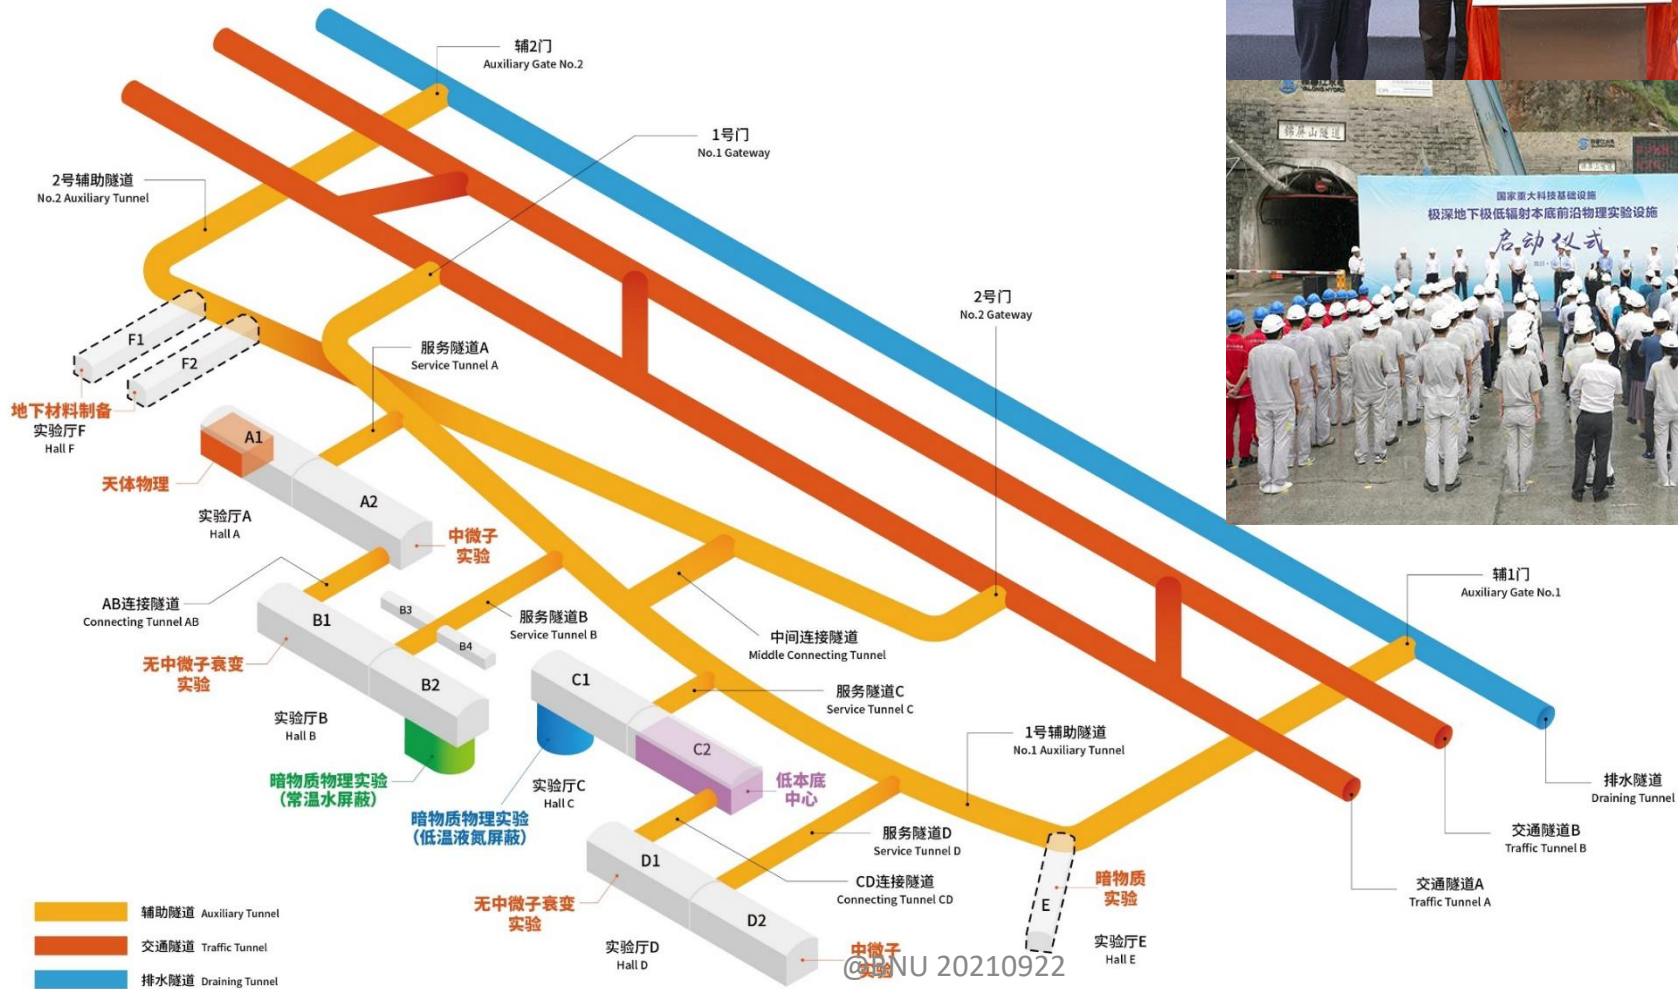 辅2门
Auxiliary Gate No.2
1号门
No.1 Gateway
2号辅助隧道
No.2 Auxiliary Tunnel
锦屏山隧道
国家重大科技基础设施
极深地下极低辐射本底前沿物理实验设施
启动仪式
2号门
No.2 Gateway
F1
F2
服务隧道A
Service Tunnel A
地下材料制备
实验厅F
Hall F
A1
天体物理
A2
实验厅A
Hall A
中微子
实验
AB连接隧道
Connecting Tunnel AB
B1
B3
B4
服务隧道B
Service Tunnel B
中间连接隧道
Middle Connecting Tunnel
辅1门
Auxiliary Gate No.1
无中微子衰变
实验
B2
实验厅B
Hall B
C1
服务隧道C
Service Tunnel C
C2
1号辅助隧道
No.1 Auxiliary Tunnel
暗物质物理实验
（常温水屏蔽）
实验厅C
Hall C
低本底
中心
暗物质物理实验
（低温液氮屏蔽）
排水隧道
Draining Tunnel
交通隧道B
Traffic Tunnel B
服务隧道D
Service Tunnel D
D1
CD连接隧道
Connecting Tunnel CD
暗物质
实验
E
交通隧道A
Traffic Tunnel A
无中微子衰变
实验
D2
实验厅D
Hall D
中微子
实验
实验厅E
Hall E
辅助隧道 Auxiliary Tunnel
交通隧道 Traffic Tunnel
排水隧道 Draining Tunnel
@BNU 20210922